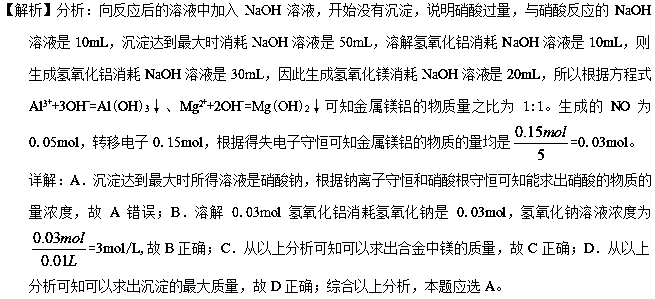 【解析】分析：向反应后的溶液中加入 NaOH 溶液，开始没有沉淀，说明硝酸过量，与硝酸反应的 NaOH
溶液是 10mL，沉淀达到最大时消耗 NaOH 溶液是 50mL，溶解氢氧化铝消耗 NaOH 溶液是 10mL，则
生成氢氧化铝消耗 NaOH 溶液是 30mL，因此生成氢氧化镁消耗 NaOH 溶液是 20mL，所以根据方程式
Al³⁺+3OH⁻=Al(OH)₃↓、Mg²⁺+2OH⁻=Mg(OH)₂↓可知金属镁铝的物质量之比为 1:1。生成的 NO 为
0.05mol，转移电子 0.15mol，根据得失电子守恒可知金属镁铝的物质的量均是 0.15mol/5 =0.03mol。
详解：A．沉淀达到最大时所得溶液是硝酸钠，根据钠离子守恒和硝酸根守恒可知能求出硝酸的物质的
量浓度，故 A 错误；B．溶解 0.03mol 氢氧化铝消耗氢氧化钠是 0.03mol，氢氧化钠溶液浓度为
0.03mol/0.01L =3mol/L,故 B 正确；C．从以上分析可知可以求出合金中镁的质量，故 C 正确；D．从以上
分析可知可以求出沉淀的最大质量，故 D 正确；综合以上分析，本题应选 A。